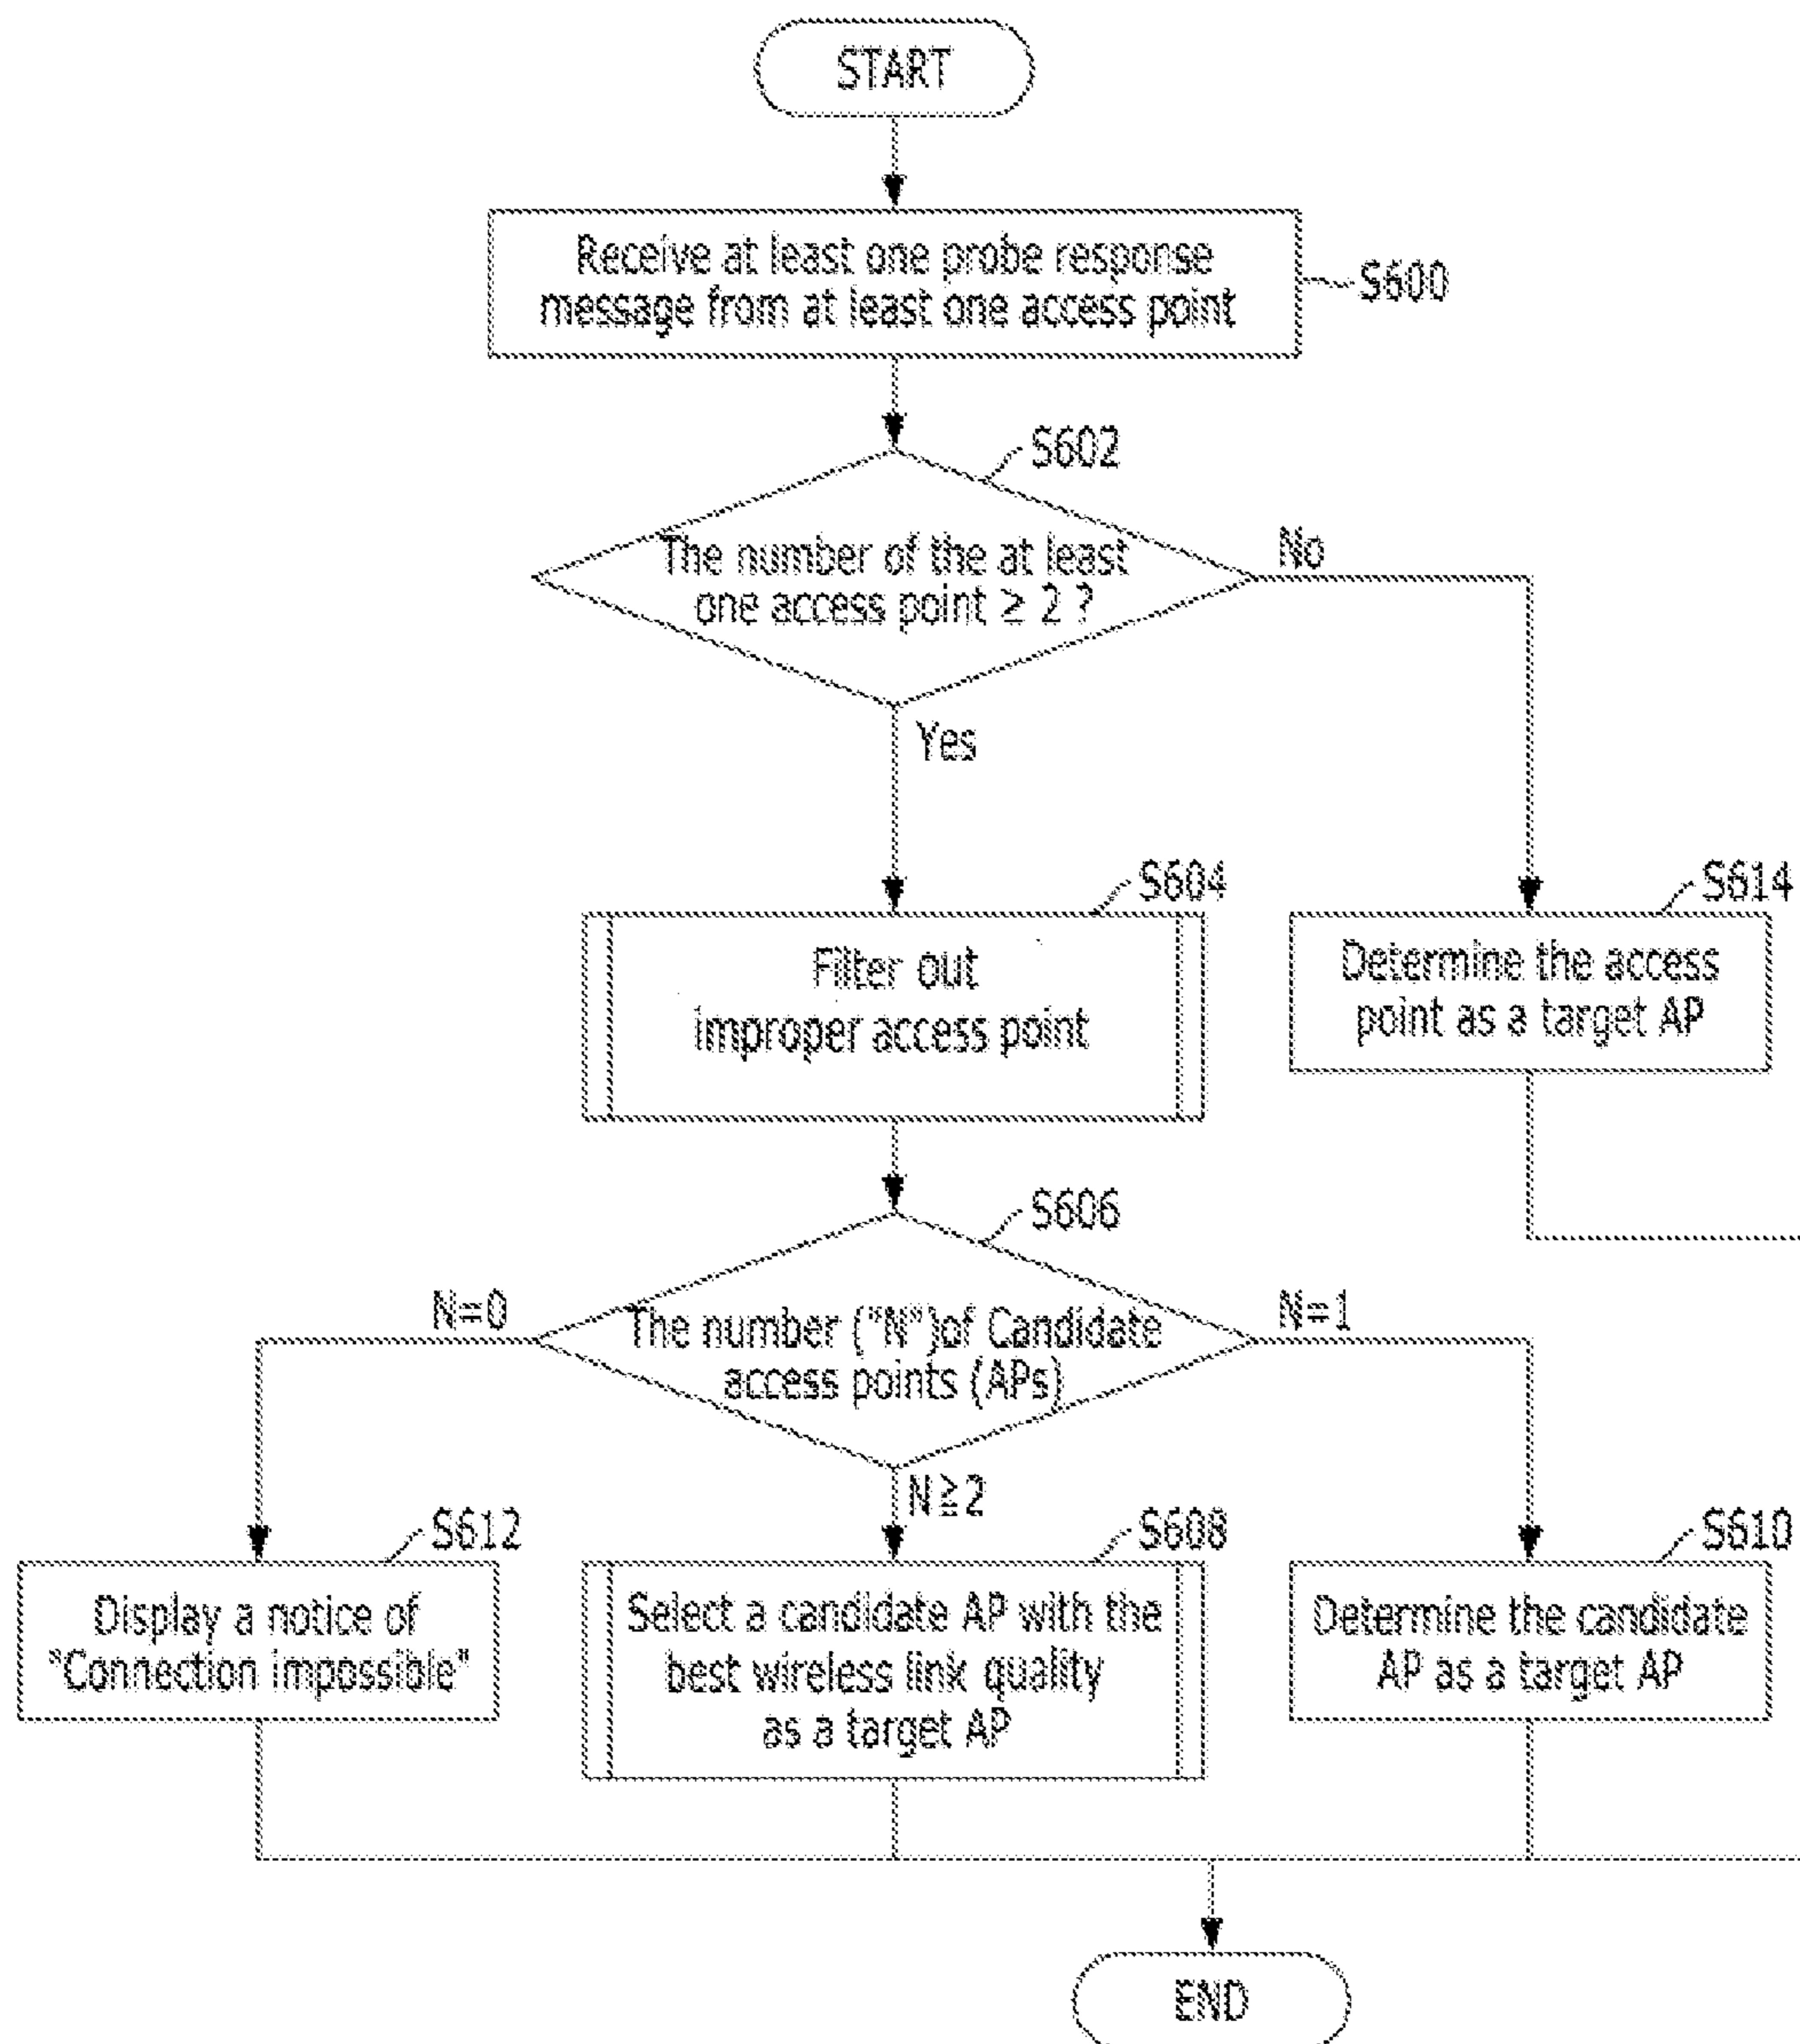 START
Receive at least one probe response
message from at least one access point
S600
S602
The number of the at least
one access point ≥ 2 ?
No
Yes
S604
Filter out
improper access point
S614
Determine the access
point as a target AP
S606
The number ("N")of Candidate
access points (APs)
N=0
N=1
N≧2
S612
Display a notice of
"Connection impossible"
S608
Select a candidate AP with the
best wireless link quality
as a target AP
S610
Determine the candidate
AP as a target AP
END